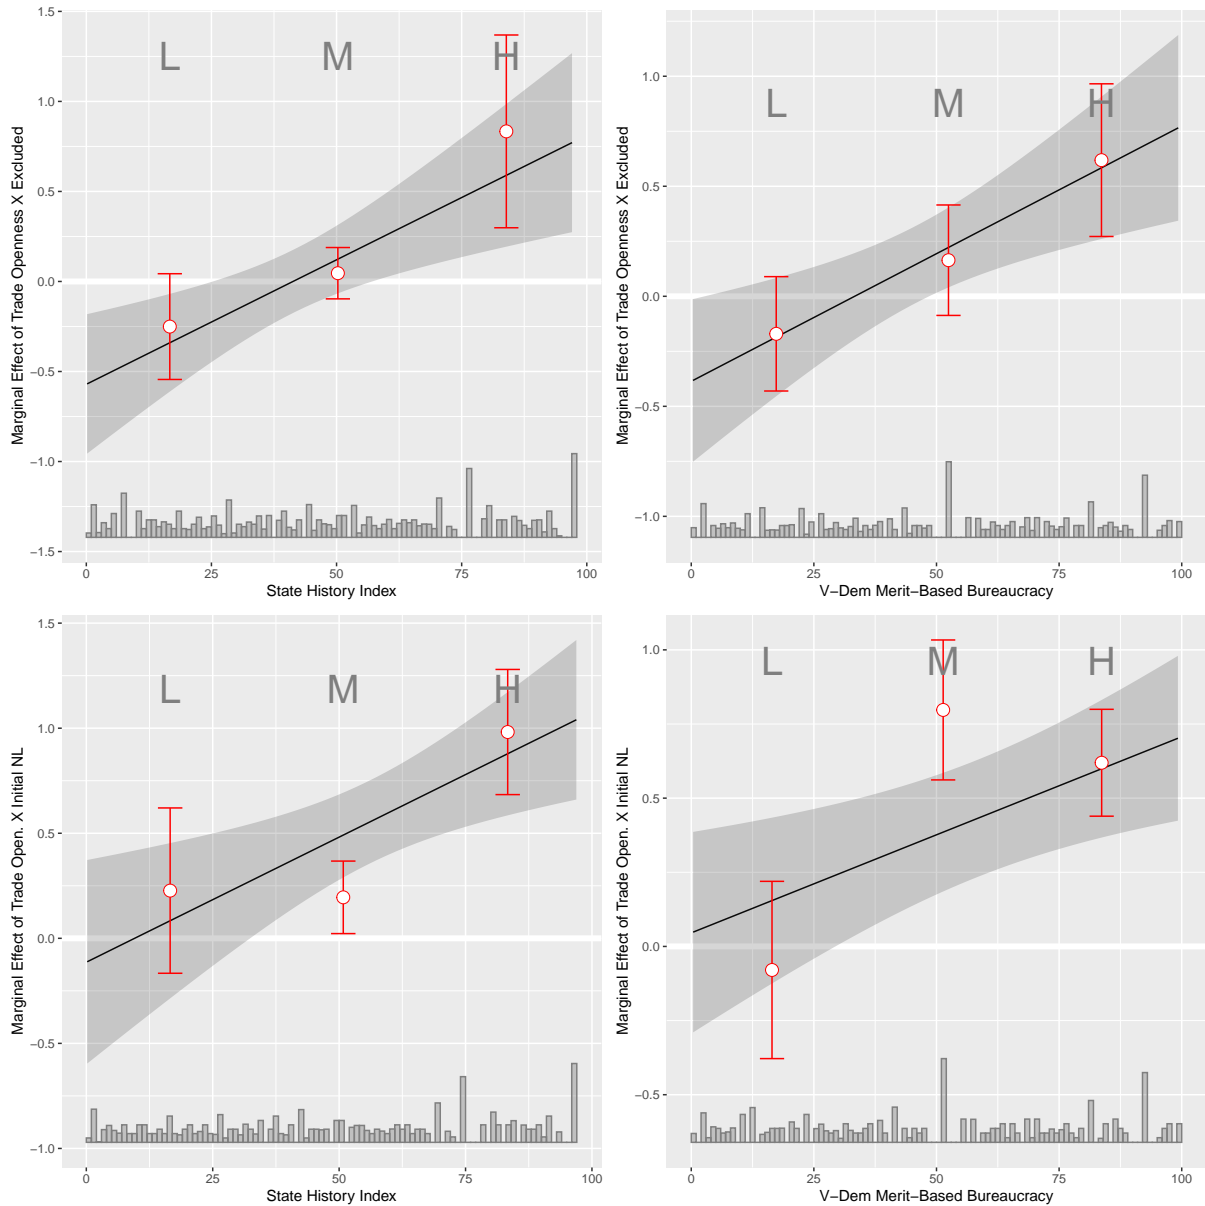 1.5
1.0
0.5
0.0
−0.5
−1.0
−1.5
L M H
Marginal Effect of Trade Openness X Excluded
0 25 50 75 100
State History Index
1.0
0.5
0.0
−0.5
−1.0
L M H
Marginal Effect of Trade Openness X Excluded
0 25 50 75 100
V−Dem Merit−Based Bureaucracy
1.5
1.0
0.5
0.0
−0.5
−1.0
L M H
Marginal Effect of Trade Open. X Initial NL
0 25 50 75 100
State History Index
1.0
0.5
0.0
−0.5
L M H
Marginal Effect of Trade Open. X Initial NL
0 25 50 75 100
V−Dem Merit−Based Bureaucracy